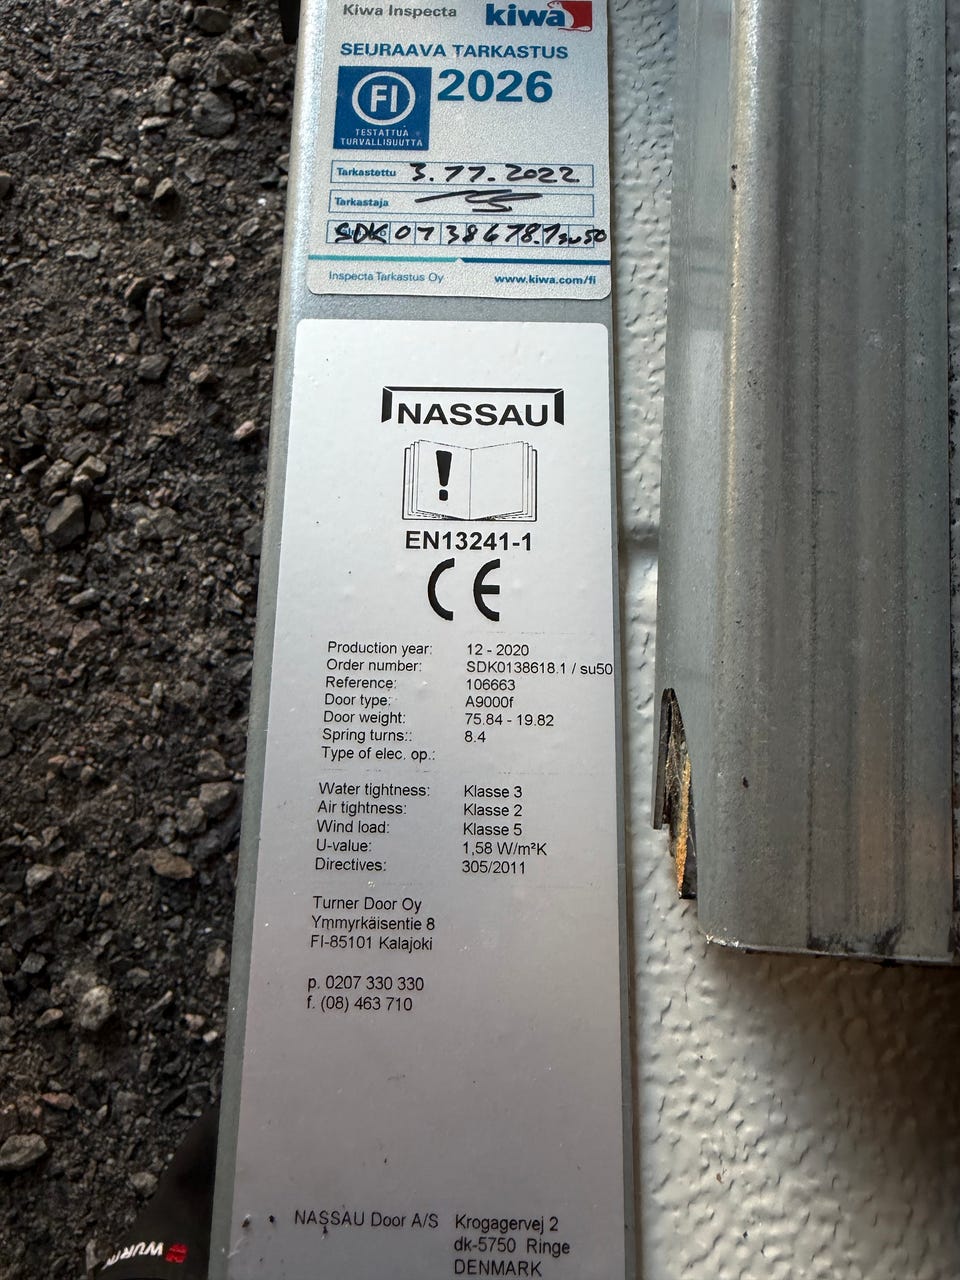 Kiwa Inspecta kiwa
SEURAAVA TARKASTUS
FI 2026
TESTATTUA
TURVALLISUUTTA
Tarkastettu 3.11.2022
Tarkastaja
Inspecta Tarkastus Oy www.kiwa.com/fi
NASSAU
!
EN13241-1
CE
Production year: 12 - 2020
Order number: SDK0138618.1 / su50
Reference: 106663
Door type: A9000f
Door weight: 75.84 - 19.82
Spring turns:: 8.4
Type of elec. op.:
Water tightness: Klasse 3
Air tightness: Klasse 2
Wind load: Klasse 5
U-value: 1,58 W/m²K
Directives: 305/2011
Turner Door Oy
Ymmyrkäisentie 8
FI-85101 Kalajoki
p. 0207 330 330
f. (08) 463 710
NASSAU Door A/S Krogagervej 2
dk-5750 Ringe
DENMARK